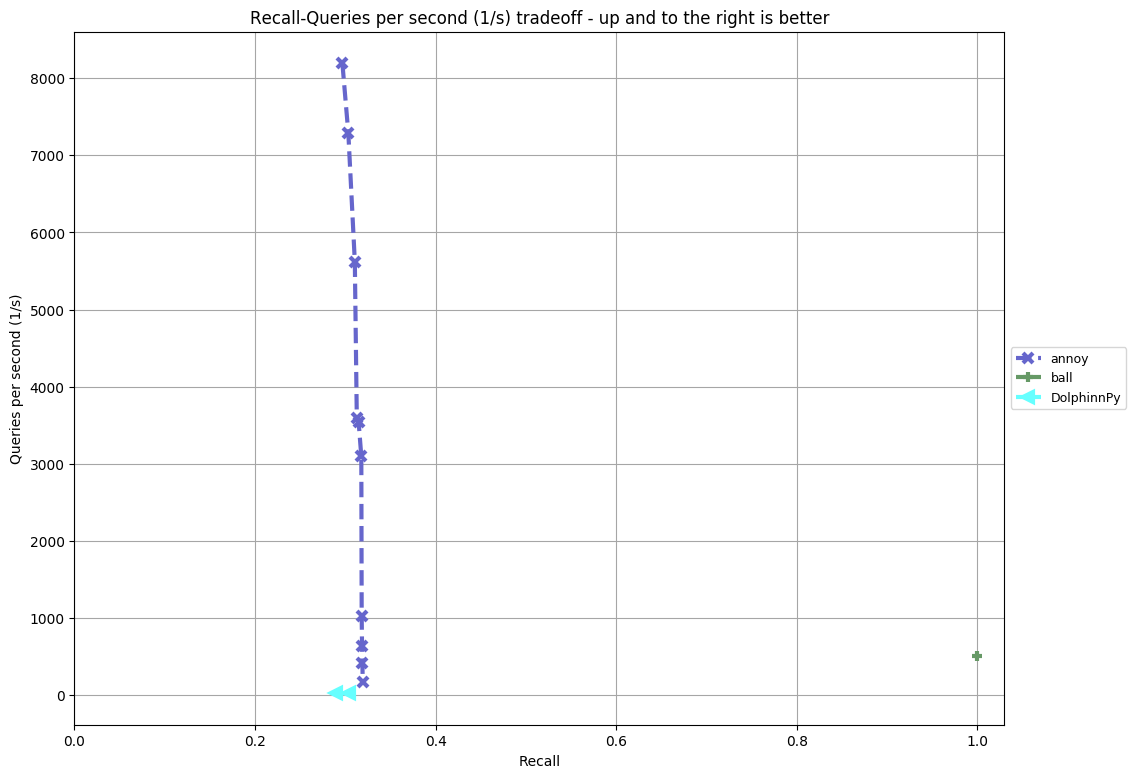 Recall-Queries per second (1/s) tradeoff - up and to the right is better
8000
7000
6000
5000
4000
3000
2000
1000
0
Queries per second (1/s)
0.0
0.2
0.4
0.6
0.8
1.0
Recall
annoy
ball
DolphinnPy